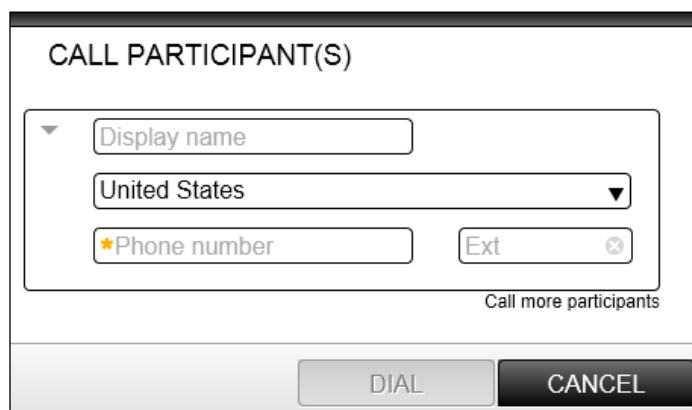 CALL PARTICIPANT(S)
Display name
United States
*Phone number
Ext
Call more participants
DIAL
CANCEL